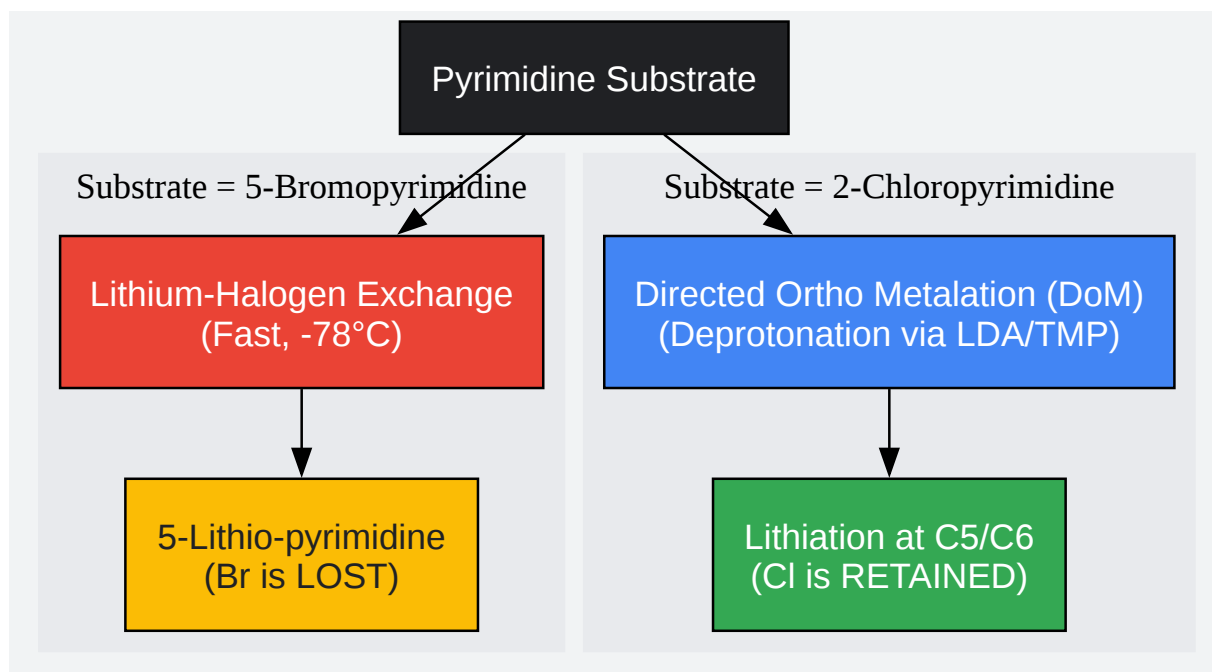 Pyrimidine Substrate
Substrate = 5-Bromopyrimidine
Substrate = 2-Chloropyrimidine
Lithium-Halogen Exchange
(Fast, -78°C)
Directed Ortho Metalation (DoM)
(Deprotonation via LDA/TMP)
5-Lithio-pyrimidine
(Br is LOST)
Lithiation at C5/C6
(Cl is RETAINED)